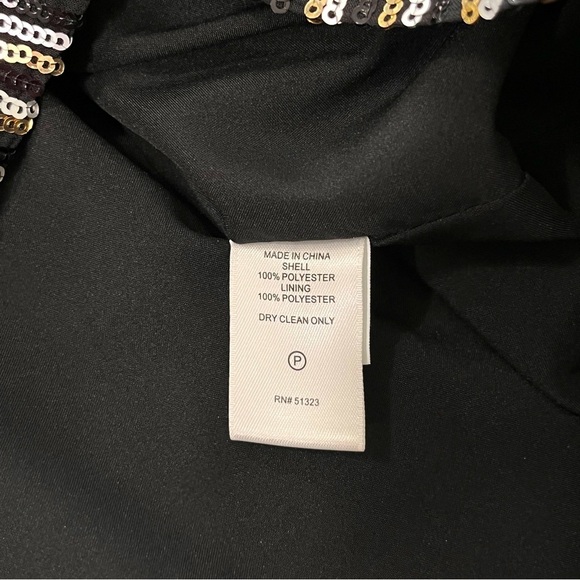 MADE IN CHINA
SHELL
100% POLYESTER
LINING
100% POLYESTER
DRY CLEAN ONLY
P
RN# 51323